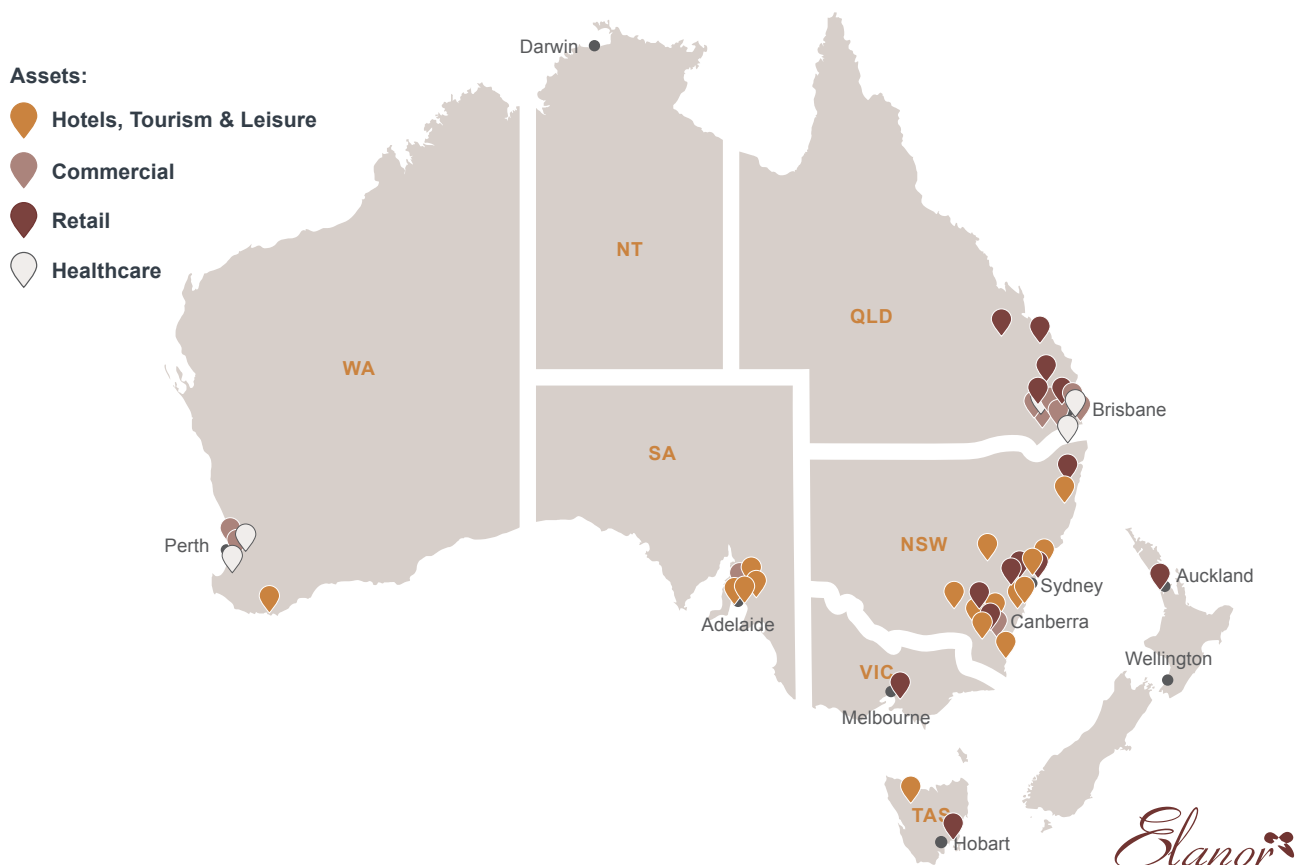 Assets:
Hotels, Tourism & Leisure
Commercial
Retail
Healthcare
Darwin
NT
QLD
WA
SA
Brisbane
Perth
NSW
Adelaide
Sydney
Canberra
Auckland
Wellington
VIC
Melbourne
TAS
Hobart
Elanor